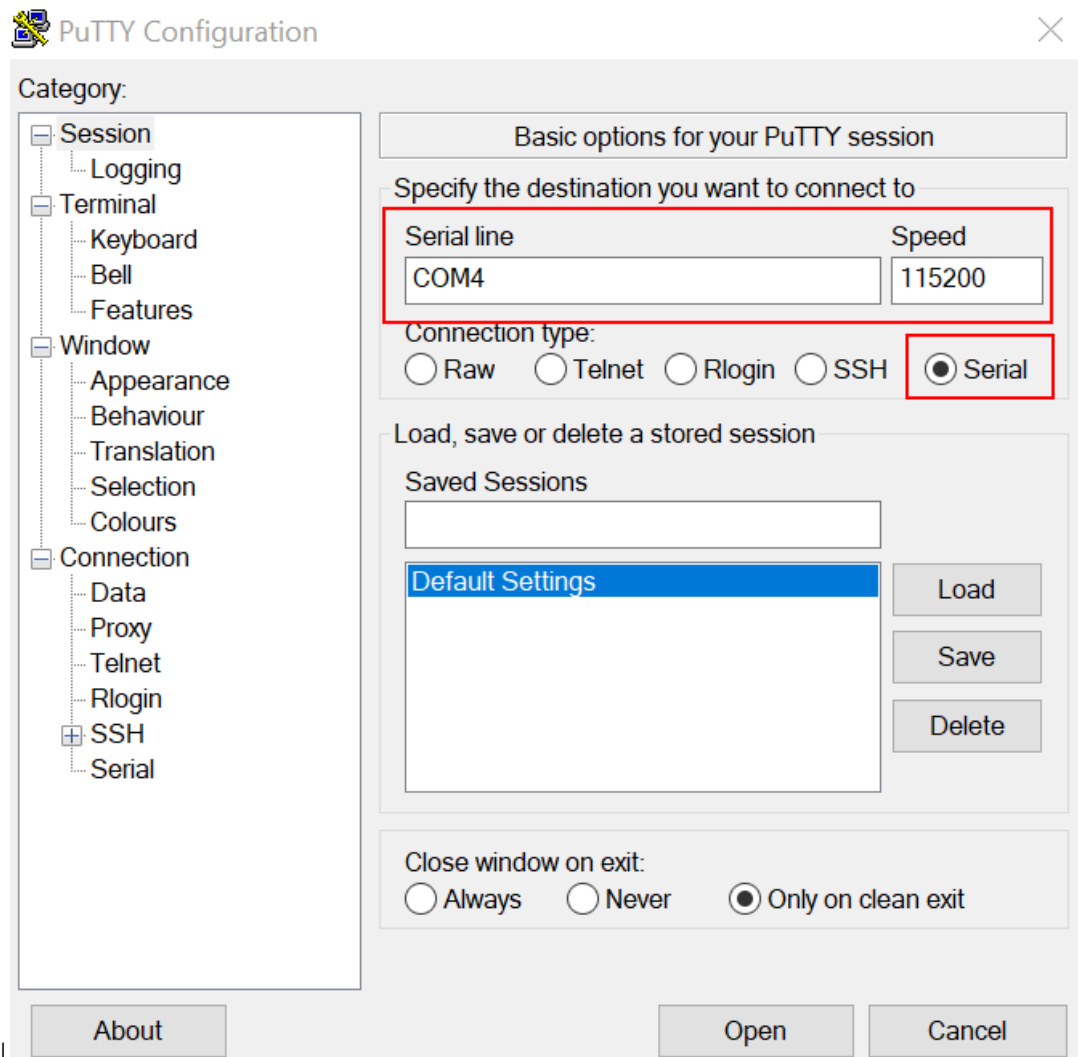 PuTTY Configuration
Category:
Session
Logging
Terminal
Keyboard
Bell
Features
Window
Appearance
Behaviour
Translation
Selection
Colours
Connection
Data
Proxy
Telnet
Rlogin
SSH
Serial
Basic options for your PuTTY session
Specify the destination you want to connect to
Serial line Speed
COM4 115200
Connection type:
Raw Telnet Rlogin SSH Serial
Load, save or delete a stored session
Saved Sessions
Default Settings
Load
Save
Delete
Close window on exit:
Always Never Only on clean exit
About Open Cancel